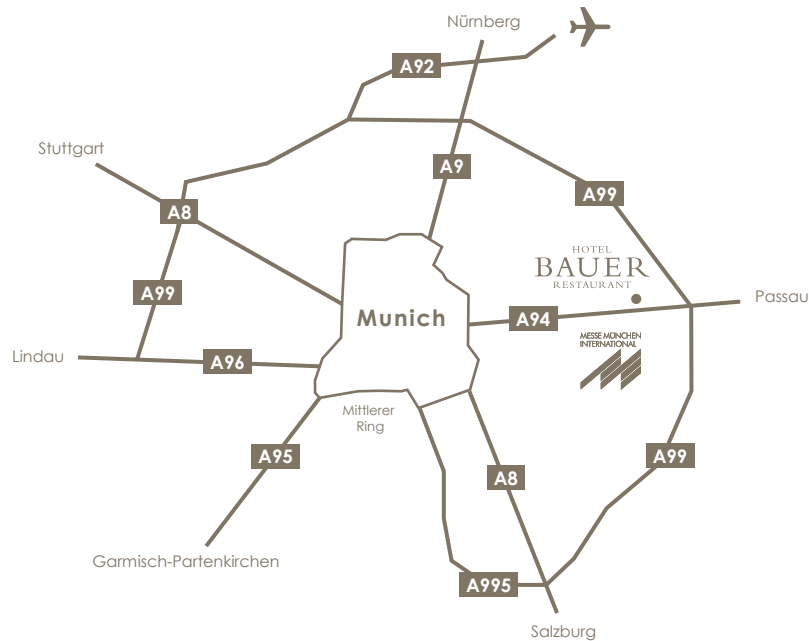 Nürnberg
A92
Stuttgart
A9
A99
A8
HOTEL
BAUER
RESTAURANT
A99
Passau
Munich
A94
MESSE MÜNCHEN
INTERNATIONAL
Lindau
A96
Mittlerer
Ring
A95
A99
A8
Garmisch-Partenkirchen
A995
Salzburg